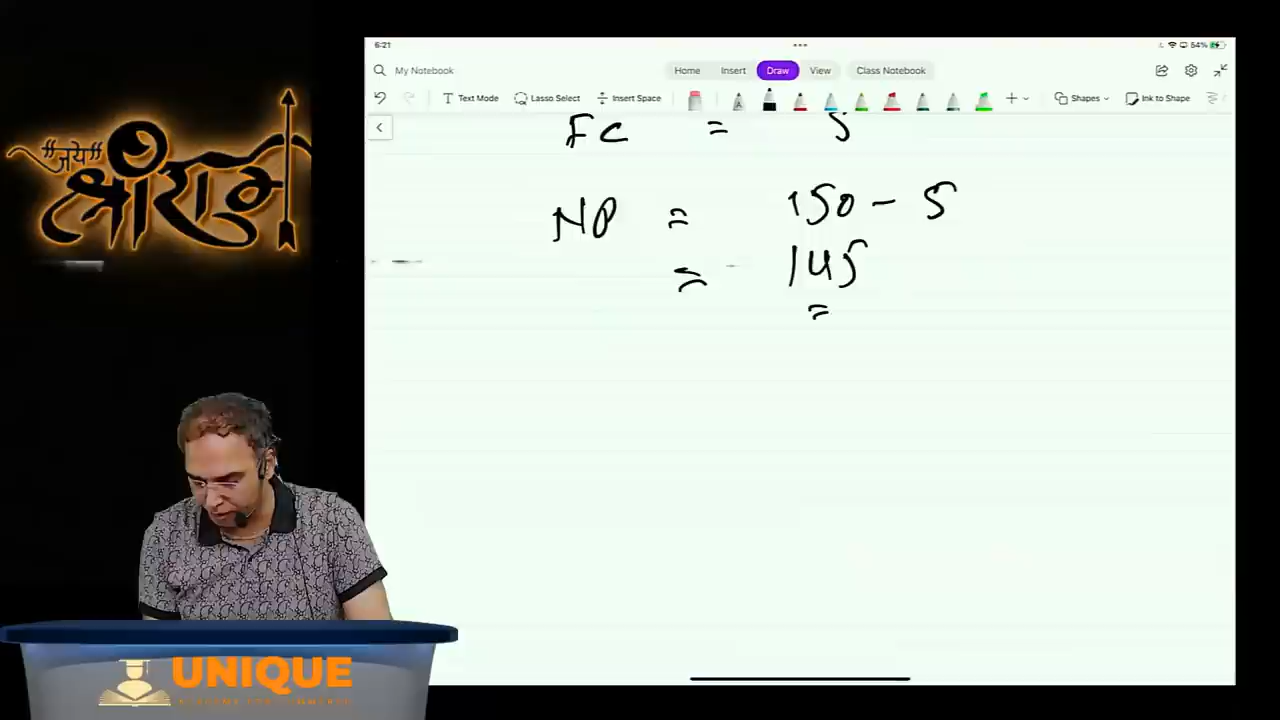 6:21
54%
My Notebook
Home Insert Draw View Class Notebook
Text Mode Lasso Select Insert Space Shapes Ink to Shape
FC = 5
NP = 150 - 5
= 145
=
"जय"
श्री राम
UNIQUE